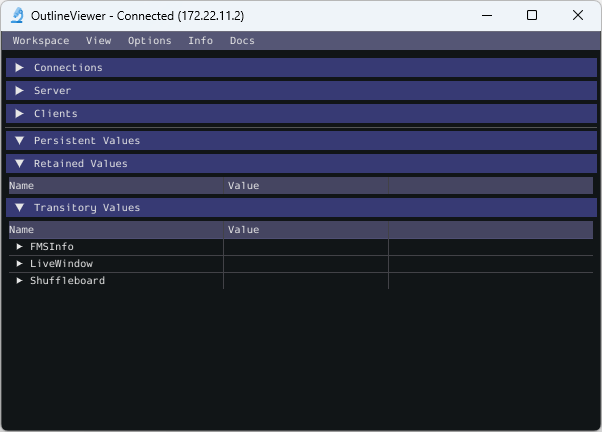 OutlineViewer - Connected (172.22.11.2)
Workspace View Options Info Docs
Connections
Server
Clients
Persistent Values
Retained Values
Name Value
Transitory Values
Name Value
FMSInfo
LiveWindow
Shuffleboard